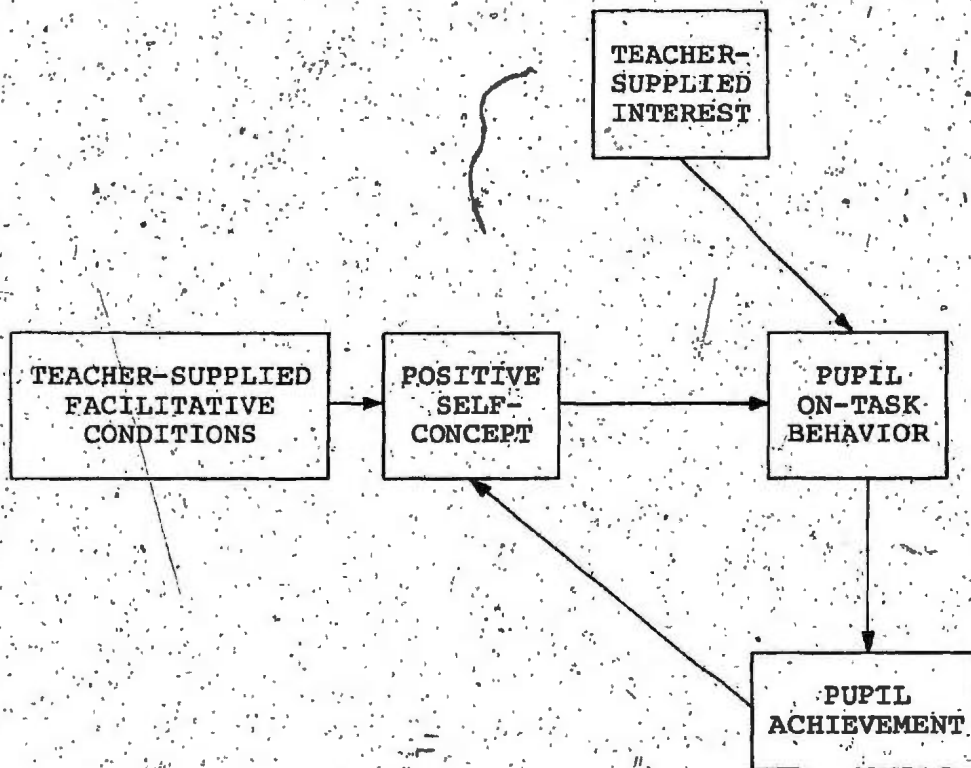 TEACHER-
SUPPLIED
INTEREST
TEACHER-SUPPLIED
FACILITATIVE
CONDITIONS
POSITIVE
SELF-
CONCEPT
PUPIL
ON-TASK
BEHAVIOR
PUPIL
ACHIEVEMENT